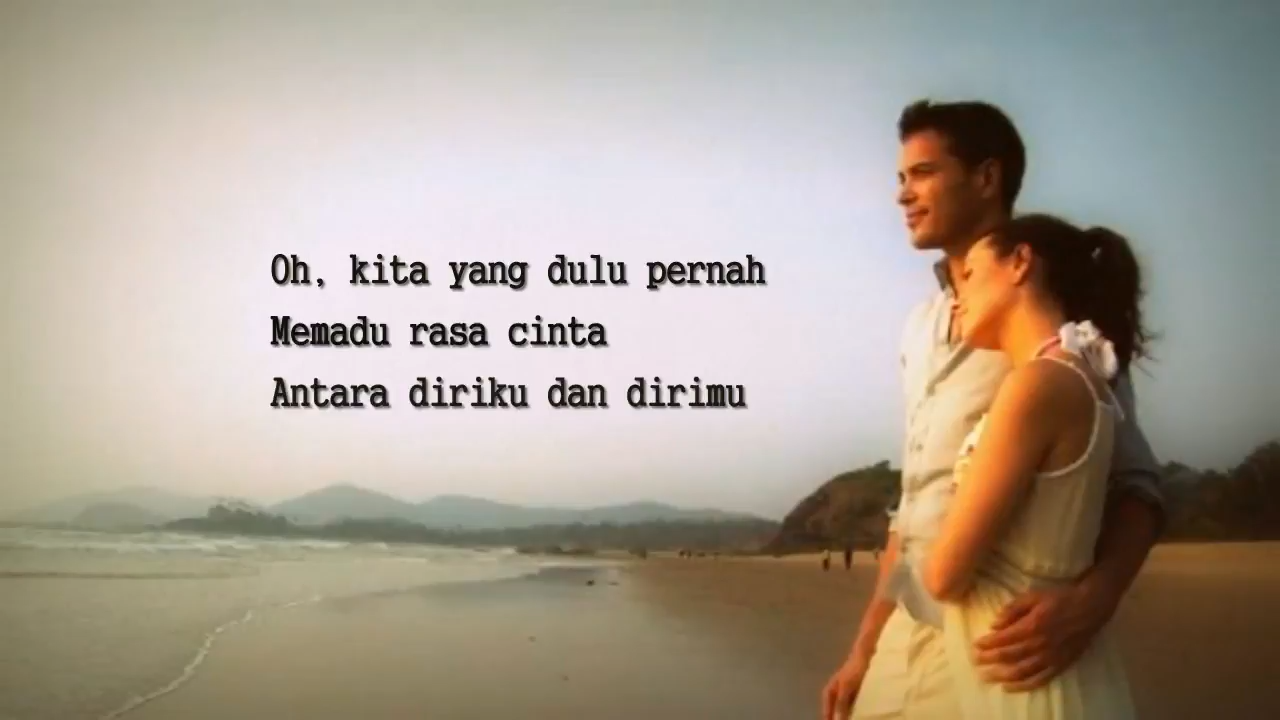 Oh, kita yang dulu pernah
Memadu rasa cinta
Antara diriku dan dirimu